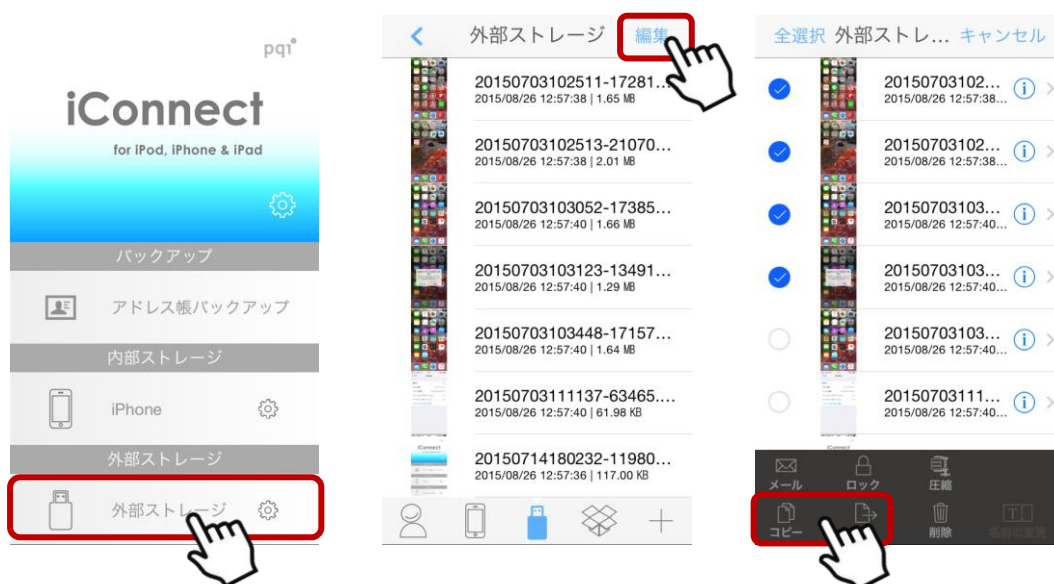 pqi
iConnect
for iPod, iPhone & iPad
バックアップ
アドレス帳バックアップ
内部ストレージ
iPhone
外部ストレージ
外部ストレージ
外部ストレージ 編集
20150703102511-17281...
2015/08/26 12:57:38 | 1.65 MB
20150703102513-21070...
2015/08/26 12:57:38 | 2.01 MB
20150703103052-17385...
2015/08/26 12:57:40 | 1.66 MB
20150703103123-13491...
2015/08/26 12:57:40 | 1.29 MB
20150703103448-17157...
2015/08/26 12:57:40 | 1.64 MB
20150703111137-63465....
2015/08/26 12:57:40 | 61.98 KB
20150714180232-11980...
2015/08/26 12:57:36 | 117.00 KB
全選択 外部ストレ... キャンセル
20150703102...
2015/08/26 12:57:38...
20150703102...
2015/08/26 12:57:38...
20150703103...
2015/08/26 12:57:40...
20150703103...
2015/08/26 12:57:40...
20150703103...
2015/08/26 12:57:40...
20150703111...
2015/08/26 12:57:40...
メール ロック 圧縮
コピー 削除 名前の変更